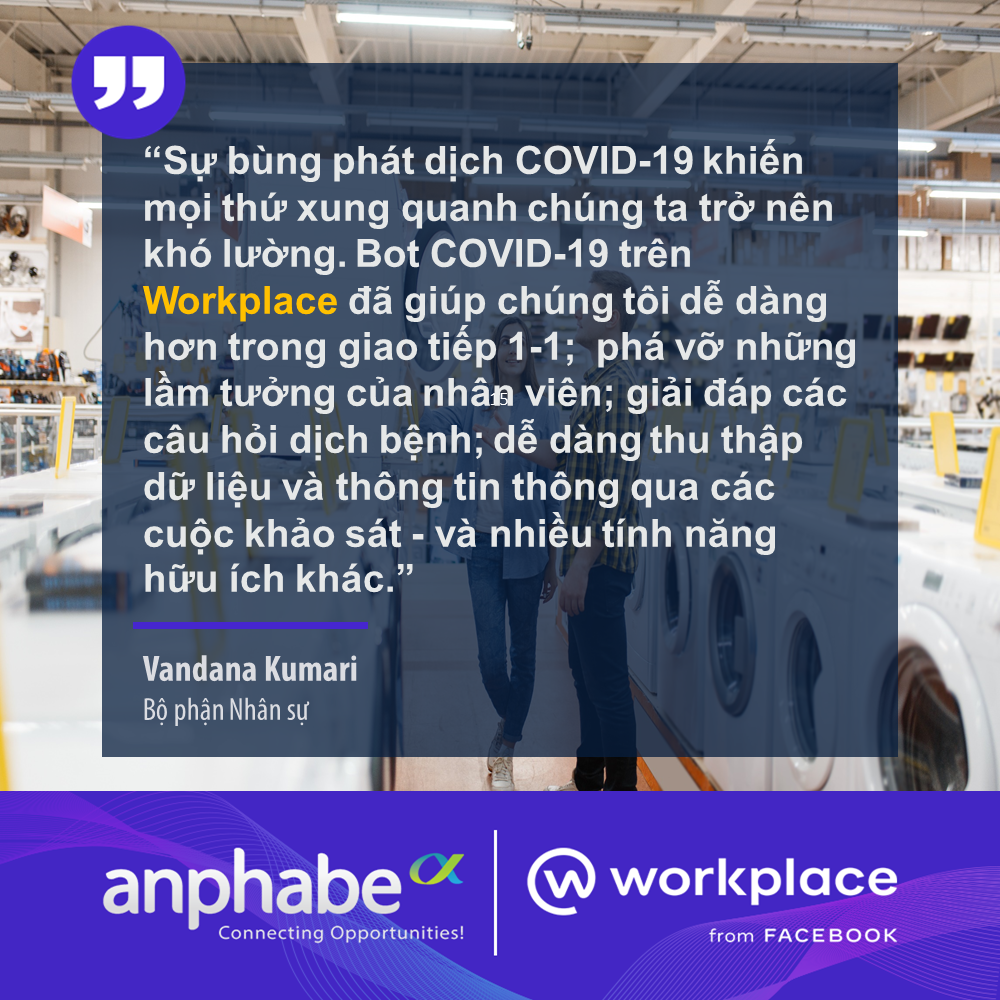 “Sự bùng phát dịch COVID-19 khiến
mọi thứ xung quanh chúng ta trở nên
khó lường. Bot COVID-19 trên
Workplace đã giúp chúng tôi dễ dàng
hơn trong giao tiếp 1-1;  phá vỡ những
lầm tưởng của nhân viên; giải đáp các
câu hỏi dịch bệnh; dễ dàng thu thập
dữ liệu và thông tin thông qua các
cuộc khảo sát - và nhiều tính năng
hữu ích khác.”
Vandana Kumari
Bộ phận Nhân sự
anphabe
Connecting Opportunities!
workplace
from FACEBOOK